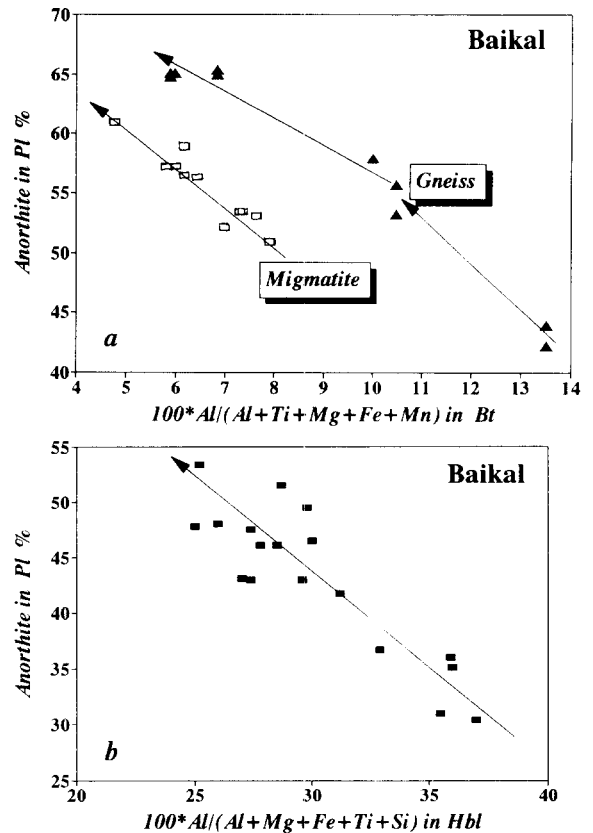 Baikal
Anorthite in Pl %
70
65
60
55
50
45
40
Gneiss
Migmatite
a
4 5 6 7 8 9 10 11 12 13 14
100*Al/(Al+Ti+Mg+Fe+Mn) in Bt
Baikal
Anorthite in Pl %
55
50
45
40
35
30
25
b
20 25 30 35 40
100*Al/(Al+Mg+Fe+Ti+Si) in Hbl